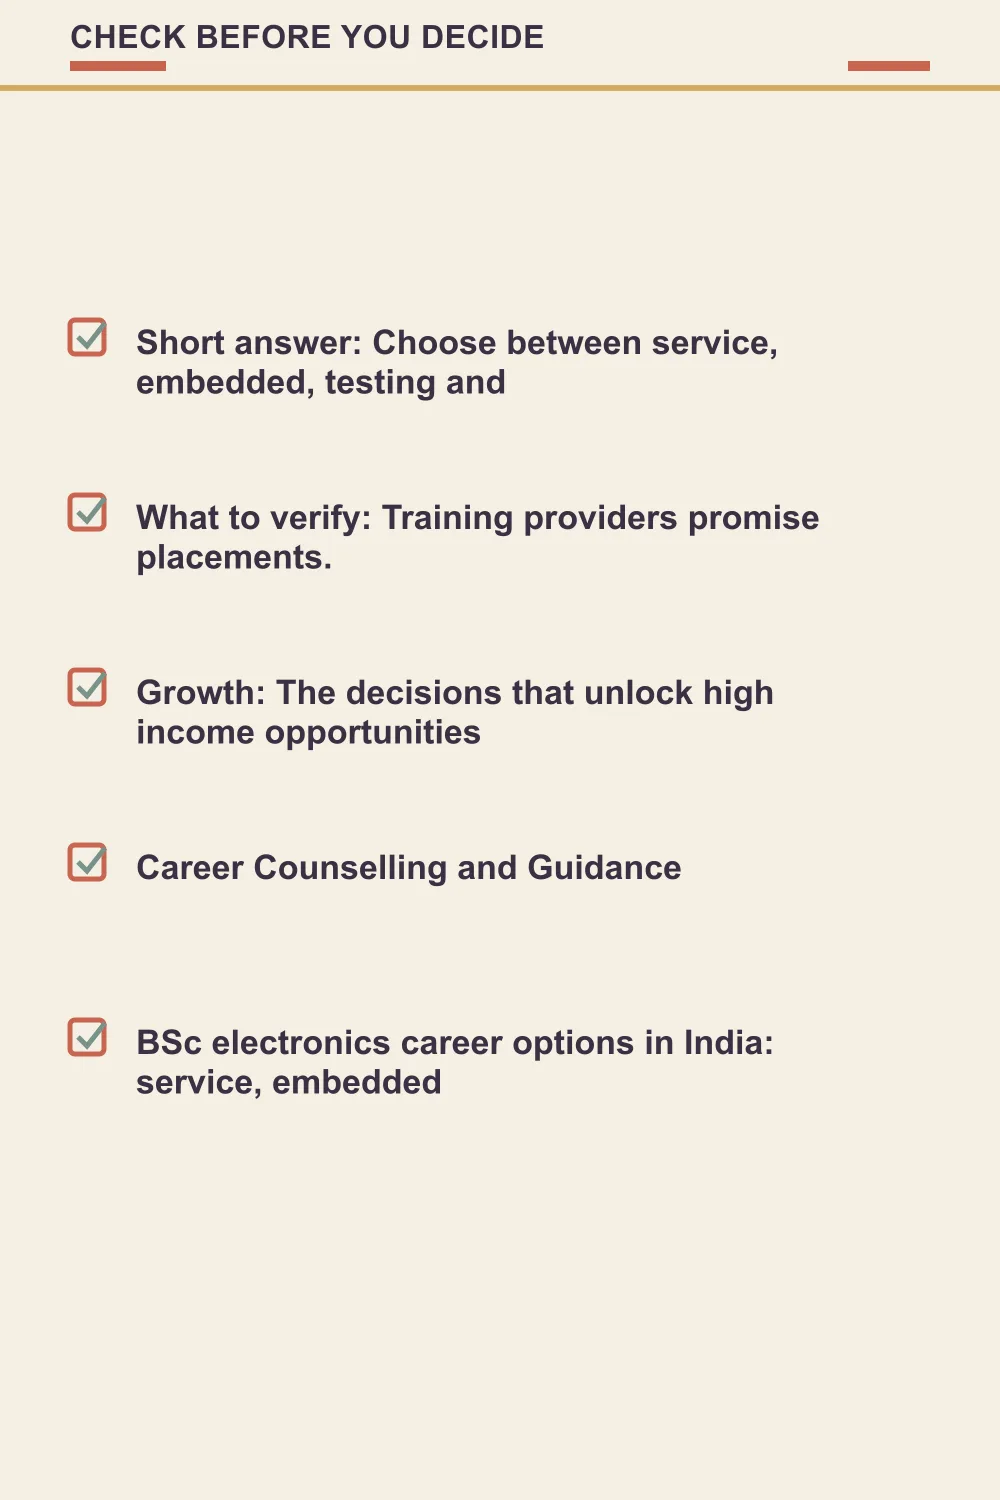 CHECK BEFORE YOU DECIDE
Short answer: Choose between service,
embedded, testing and
What to verify: Training providers promise
placements.
Growth: The decisions that unlock high
income opportunities
Career Counselling and Guidance
BSc electronics career options in India:
service, embedded